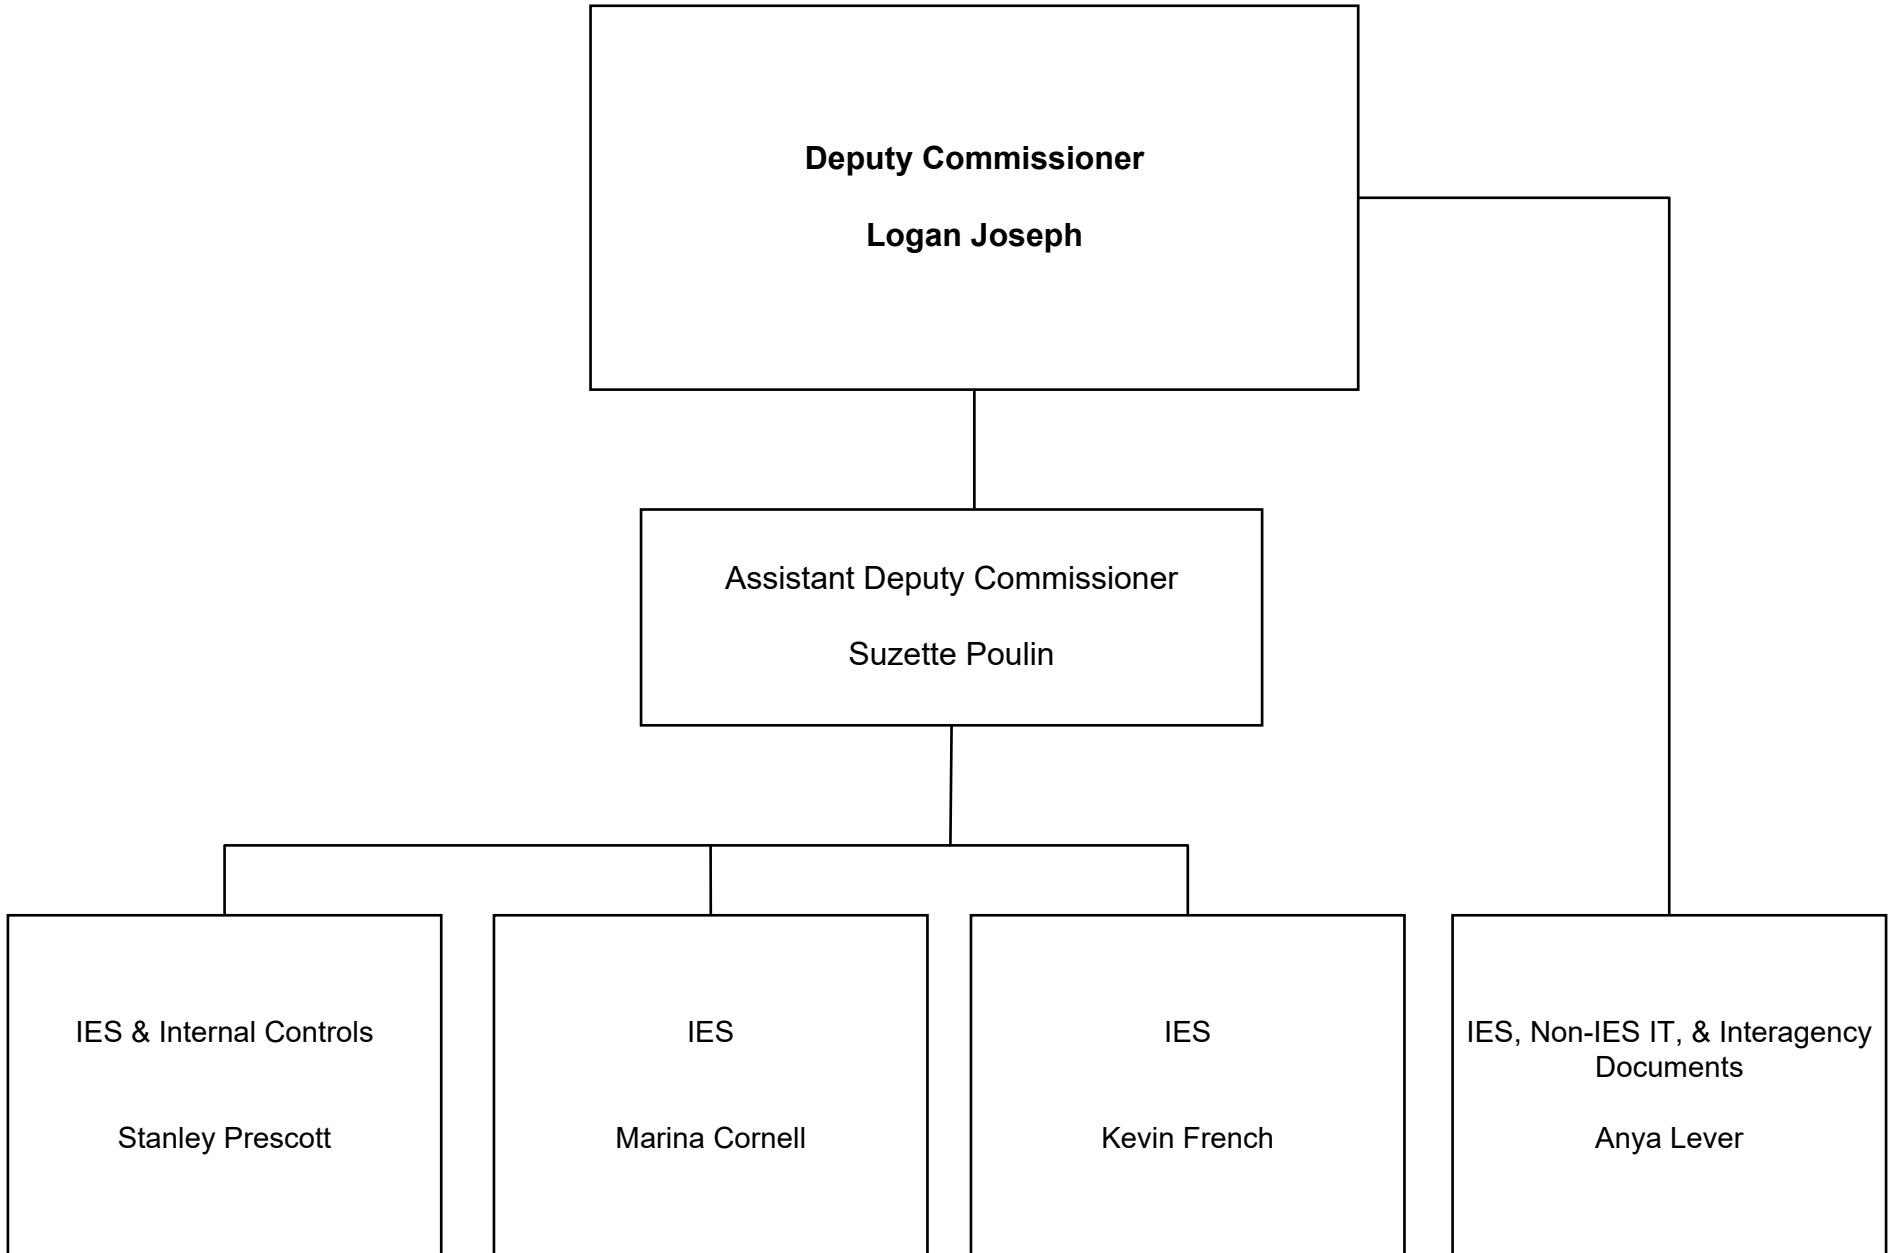 Deputy Commissioner
Logan Joseph
Assistant Deputy Commissioner
Suzette Poulin
IES & Internal Controls
Stanley Prescott
IES
Marina Cornell
IES
Kevin French
IES, Non-IES IT, & Interagency
Documents
Anya Lever